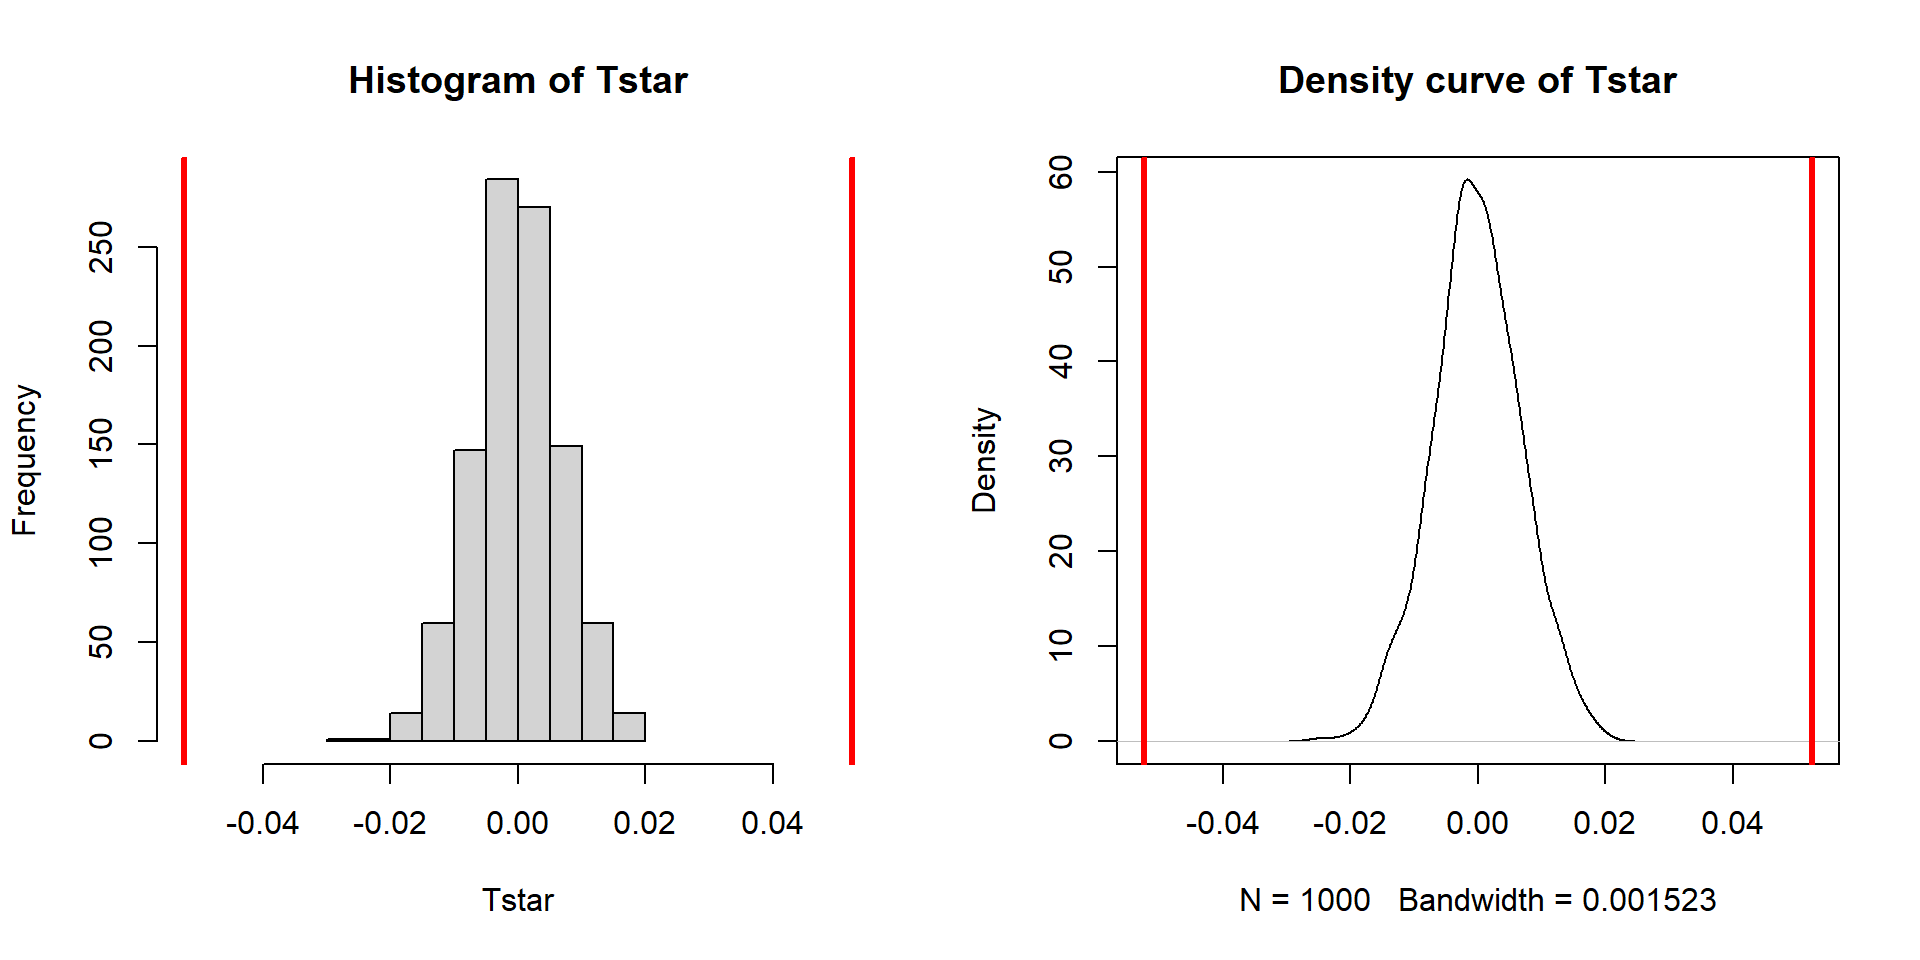 Histogram of Tstar
Frequency
0 50 100 150 200 250
-0.04 -0.02 0.00 0.02 0.04
Tstar
Density curve of Tstar
Density
0 10 20 30 40 50 60
-0.04 -0.02 0.00 0.02 0.04
N = 1000 Bandwidth = 0.001523